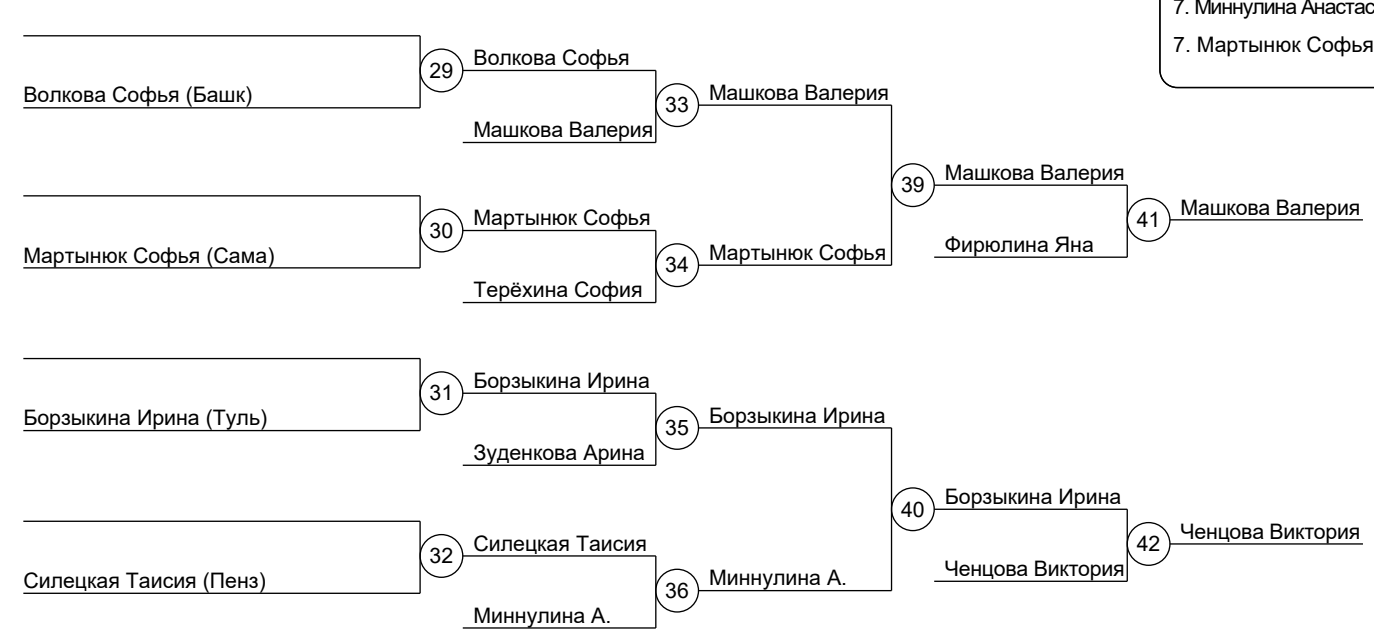 7. Миннулина Анастас
7. Мартынюк Софья
Волкова Софья (Башк)
29
Волкова Софья
Машкова Валерия
33
Машкова Валерия
Мартынюк Софья (Сама)
30
Мартынюк Софья
Терёхина София
34
Мартынюк Софья
39
Машкова Валерия
Фирюлина Яна
41
Машкова Валерия
Борзыкина Ирина (Туль)
31
Борзыкина Ирина
Зуденкова Арина
35
Борзыкина Ирина
Силецкая Таисия (Пенз)
32
Силецкая Таисия
Миннулина А.
36
Миннулина А.
40
Борзыкина Ирина
Ченцова Виктория
42
Ченцова Виктория